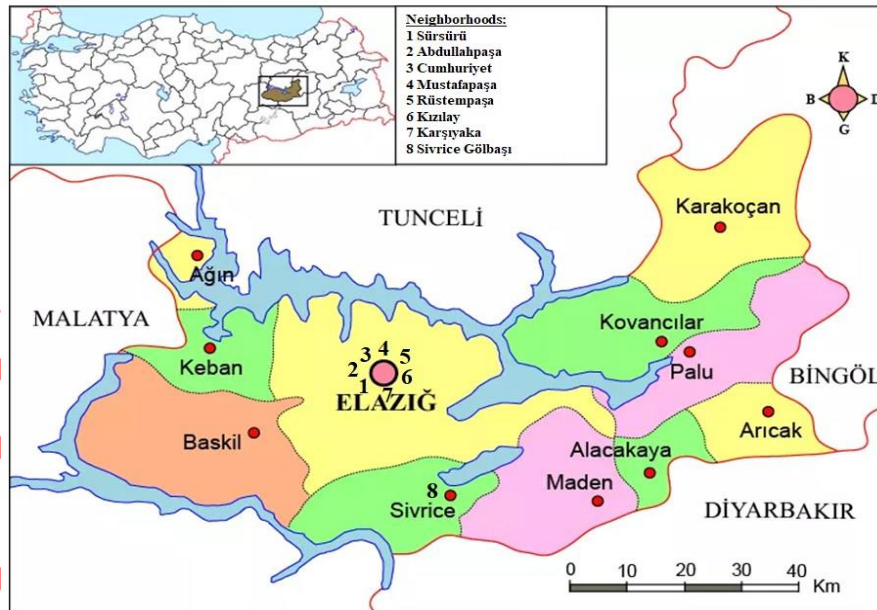 Neighborhoods:
1 Sürsürü
2 Abdullahpaşa
3 Cumhuriyet
4 Mustafapaşa
5 Rüstempaşa
6 Kızılay
7 Karşıyaka
8 Sivrice Gölbaşı
K
B D
G
TUNCELİ
Karakoçan
Ağın
MALATYA
Kovancılar
Keban
Palu
3 4 5
2 6
1 7
ELAZIĞ
BİNGÖL
Baskil
Arıcak
Alacakaya
Maden
8
Sivrice
DİYARBAKIR
0 10 20 30 40
Km